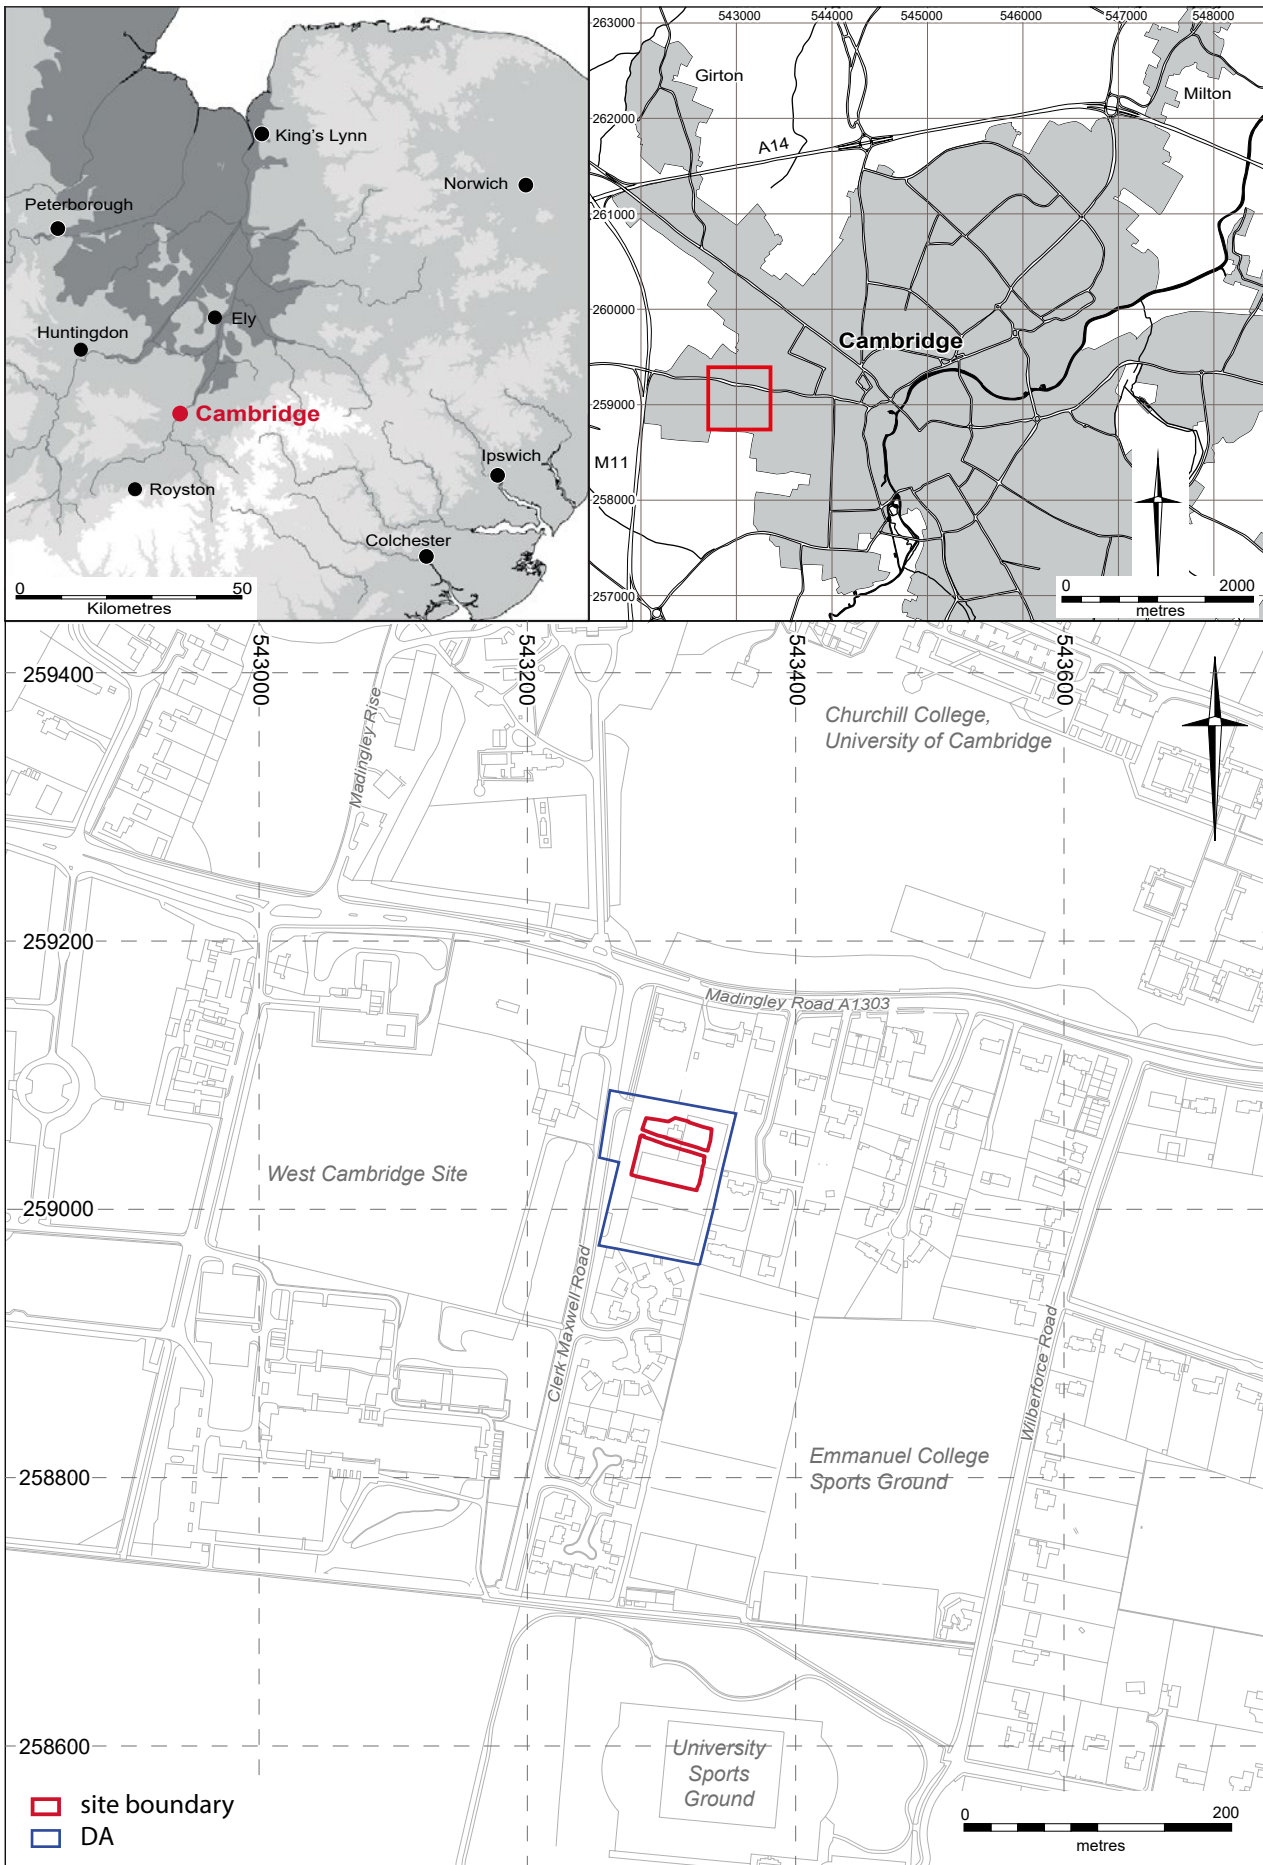 King's Lynn
Norwich
Peterborough
Ely
Huntingdon
Cambridge
Ipswich
Royston
Colchester
0 50
Kilometres
543000 544000 545000 546000 547000 548000
263000
Girton
Milton
262000
A14
261000
260000
Cambridge
259000
M11
258000
257000
0 2000
metres
543000 543200 543400 543600
259400
Madingley Rise
Churchill College,
University of Cambridge
259200
Madingley Road A1303
West Cambridge Site
259000
Clerk Maxwell Road
Wilberforce Road
Emmanuel College
Sports Ground
258800
258600
University
Sports
Ground
site boundary
DA
0 200
metres